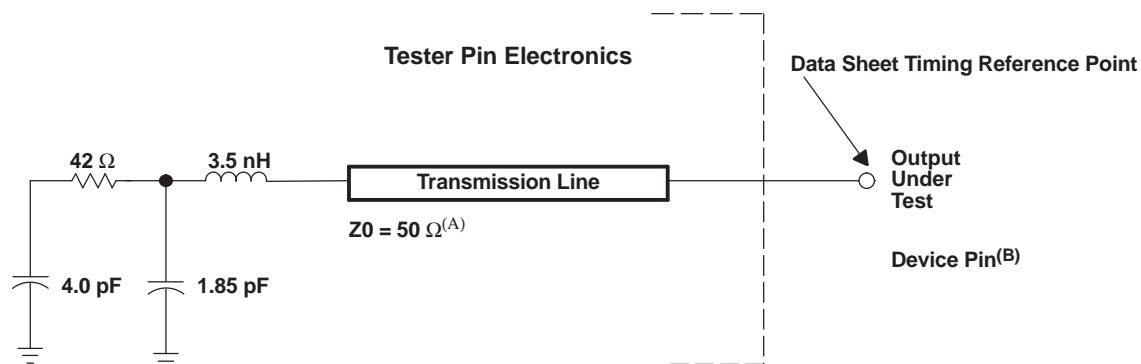 Tester Pin Electronics
Data Sheet Timing Reference Point
42 Ω
3.5 nH
Transmission Line
Output
Under
Test
Z0 = 50 Ω(A)
Device Pin(B)
4.0 pF
1.85 pF